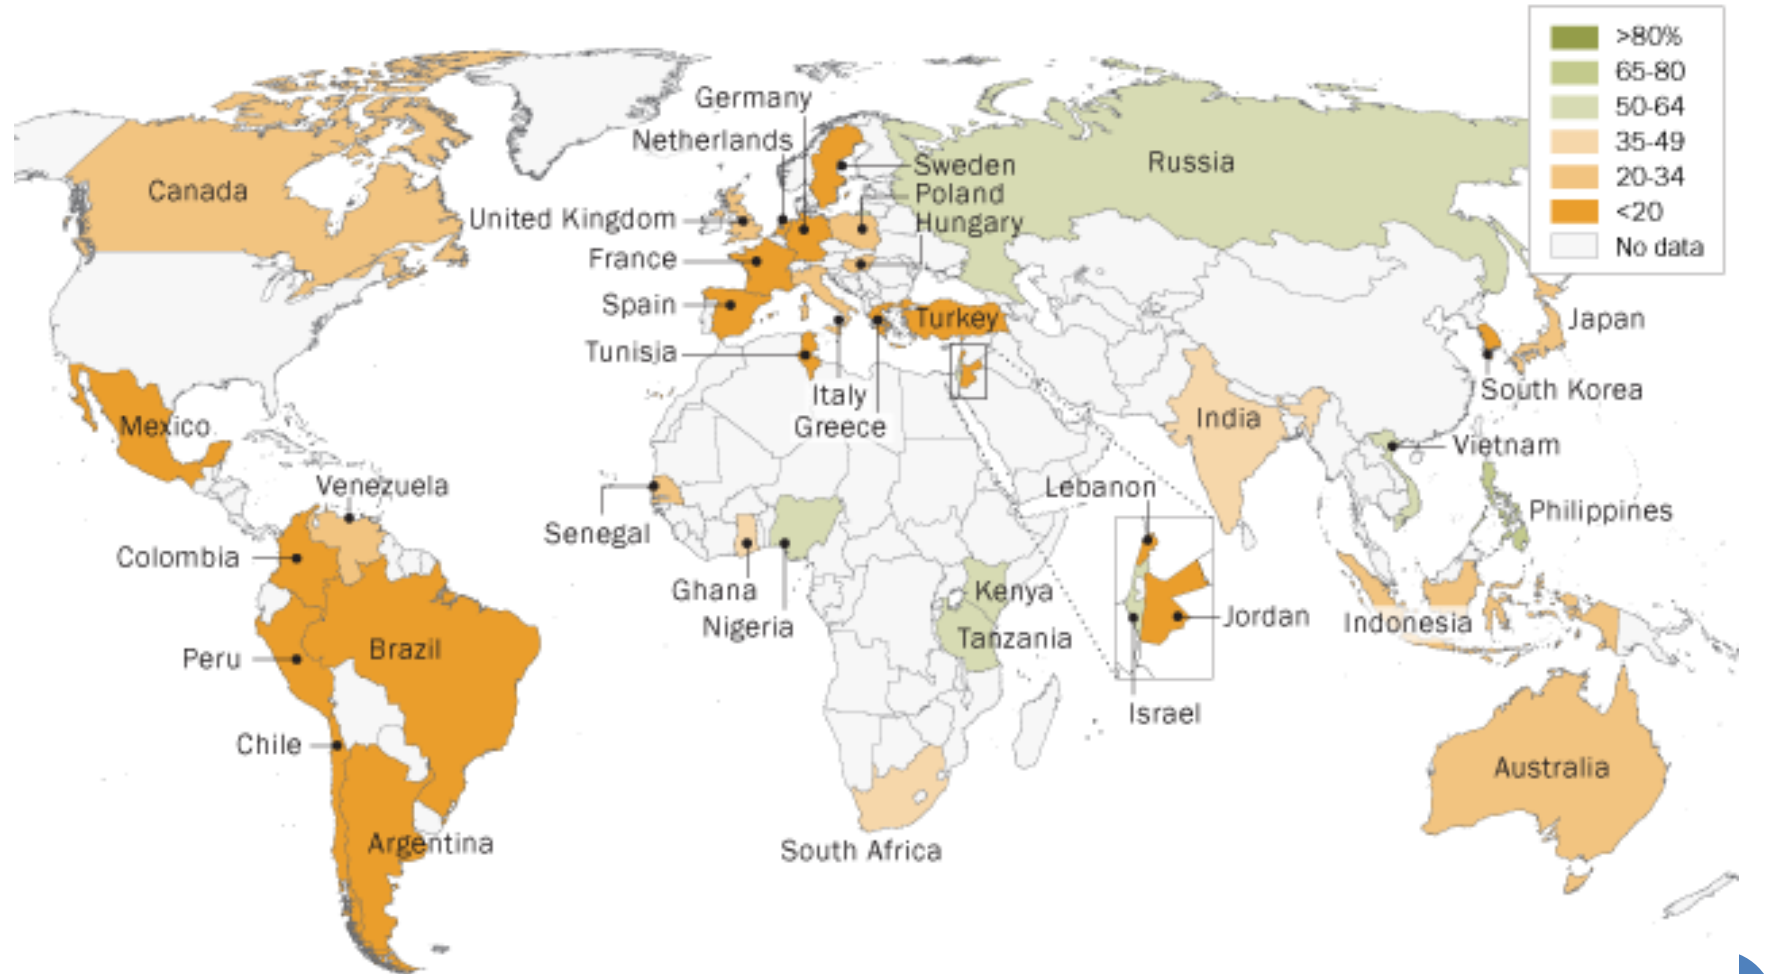 >80%
65-80
50-64
35-49
20-34
<20
No data
Germany
Netherlands
Sweden
Russia
Canada
Poland
United Kingdom
Hungary
France
Spain
Turkey
Japan
Tunisia
Italy
South Korea
Mexico
Greece
India
Vietnam
Venezuela
Lebanon
Senegal
Philippines
Colombia
Ghana
Kenya
Nigeria
Jordan
Indonesia
Tanzania
Peru
Brazil
Israel
Chile
Australia
Argentina
South Africa